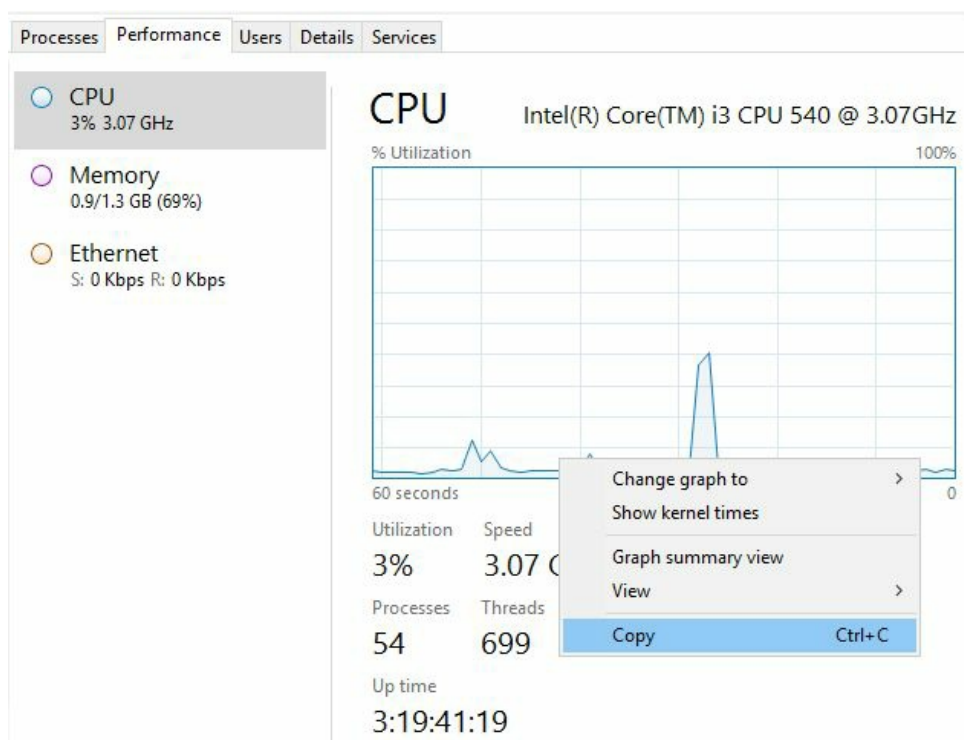 Processes Performance Users Details Services
CPU
3% 3.07 GHz
Memory
0.9/1.3 GB (69%)
Ethernet
S: 0 Kbps R: 0 Kbps
CPU Intel(R) Core(TM) i3 CPU 540 @ 3.07GHz
% Utilization 100%
60 seconds 0
Utilization Speed
3% 3.07
Processes Threads
54 699
Up time
3:19:41:19
Change graph to
Show kernel times
Graph summary view
View
Copy Ctrl+C